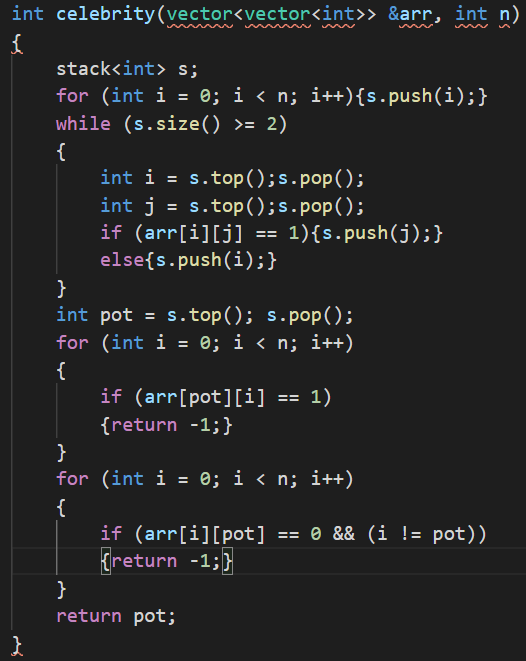 int celebrity(vector<vector<int>> &arr, int n)
{
    stack<int> s;
    for (int i = 0; i < n; i++){s.push(i);}
    while (s.size() >= 2)
    {
        int i = s.top();s.pop();
        int j = s.top();s.pop();
        if (arr[i][j] == 1){s.push(j);}
        else{s.push(i);}
    }
    int pot = s.top(); s.pop();
    for (int i = 0; i < n; i++)
    {
        if (arr[pot][i] == 1)
        {return -1;}
    }
    for (int i = 0; i < n; i++)
    {
        if (arr[i][pot] == 0 && (i != pot))
        {return -1;}
    }
    return pot;
}